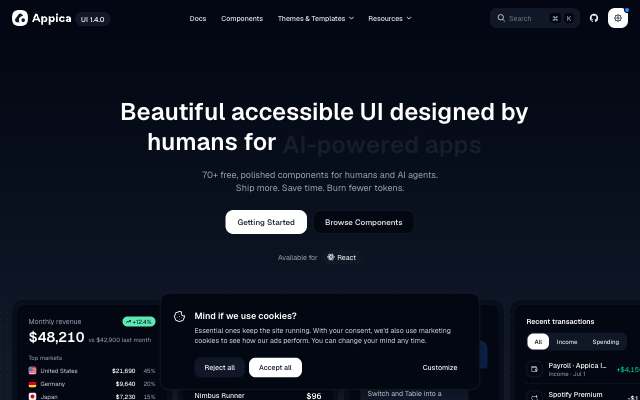 Appica UI 1.4.0 Docs Components Themes & Templates Resources Search ⌘ K
Beautiful accessible UI designed by
humans for AI-powered apps
70+ free, polished components for humans and AI agents.
Ship more. Save time. Burn fewer tokens.
Getting Started Browse Components
Available for React
Monthly revenue +12.4%
$48,210 vs $42,900 last month
Top markets
United States $21,690 45%
Germany $9,640 20%
Japan $7,230 15%
Mind if we use cookies?
Essential ones keep the site running. With your consent, we'd also use marketing
cookies to see how our ads perform. You can change your mind any time.
Reject all Accept all Customize
Nimbus Runner $96
Switch and Table into a
Recent transactions
All Income Spending
Payroll · Appica I...
Income · Jul 1
Spotify Premium